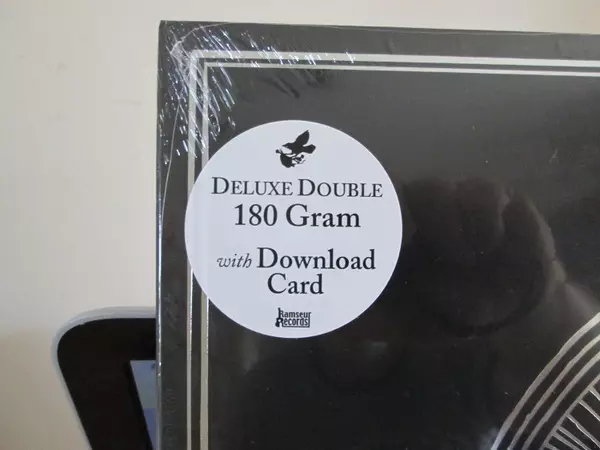 DELUXE DOUBLE
180 Gram
with Download
Card
Ramseur
Records